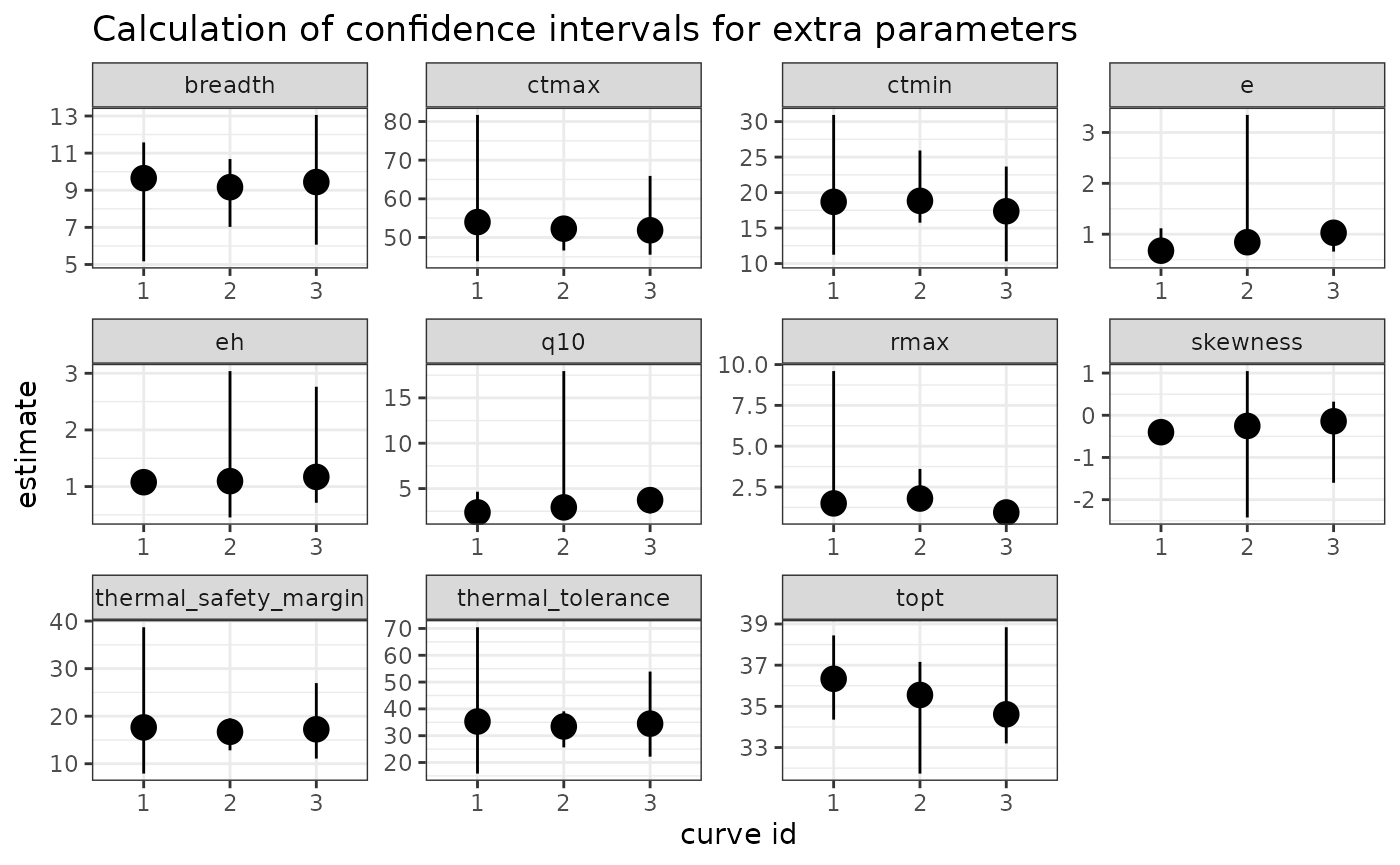 Calculation of confidence intervals for extra parameters
breadth ctmax ctmin e
13 11 9 7 5
80 70 60 50
30 25 20 15 10
3 2 1
1 2 3 1 2 3 1 2 3 1 2 3
eh q10 rmax skewness
3 2 1
15 10 5
10.0 7.5 5.0 2.5
1 0 -1 -2
1 2 3 1 2 3 1 2 3 1 2 3
thermal_safety_margin thermal_tolerance topt
40 30 20 10
70 60 50 40 30 20
39 37 35 33
1 2 3 1 2 3 1 2 3
estimate
curve id